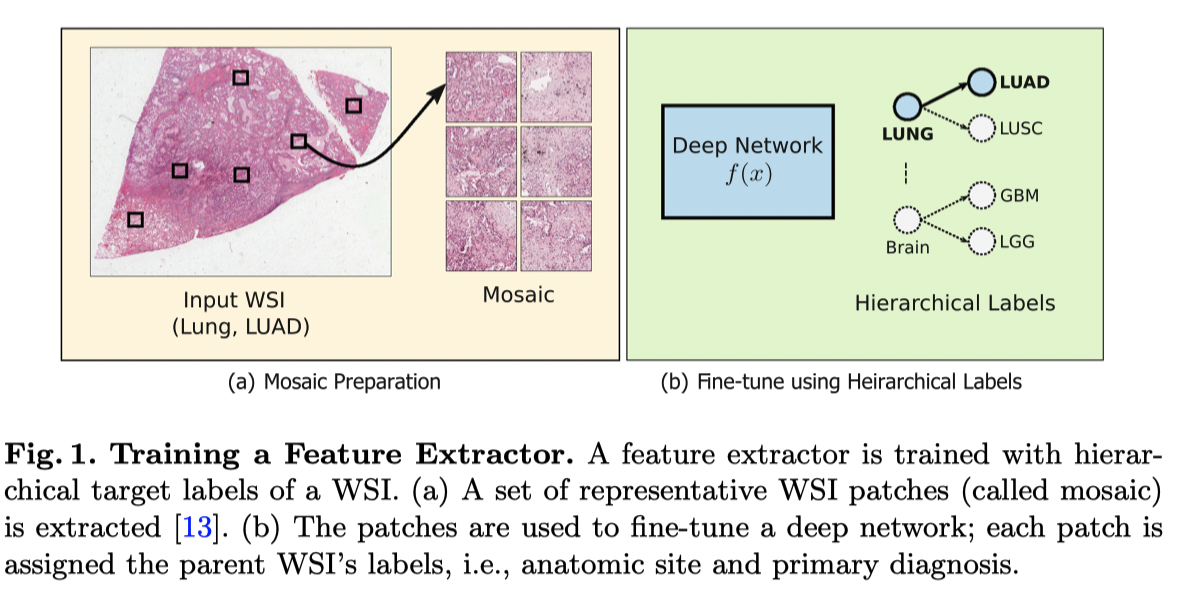 Input WSI
(Lung, LUAD)
Mosaic
(a) Mosaic Preparation
Deep Network
f(x)
LUNG
LUAD
LUSC
Brain
GBM
LGG
Hierarchical Labels
(b) Fine-tune using Heirarchical Labels
Fig. 1. Training a Feature Extractor. A feature extractor is trained with hierar-
chical target labels of a WSI. (a) A set of representative WSI patches (called mosaic)
is extracted [13]. (b) The patches are used to fine-tune a deep network; each patch is
assigned the parent WSI's labels, i.e., anatomic site and primary diagnosis.